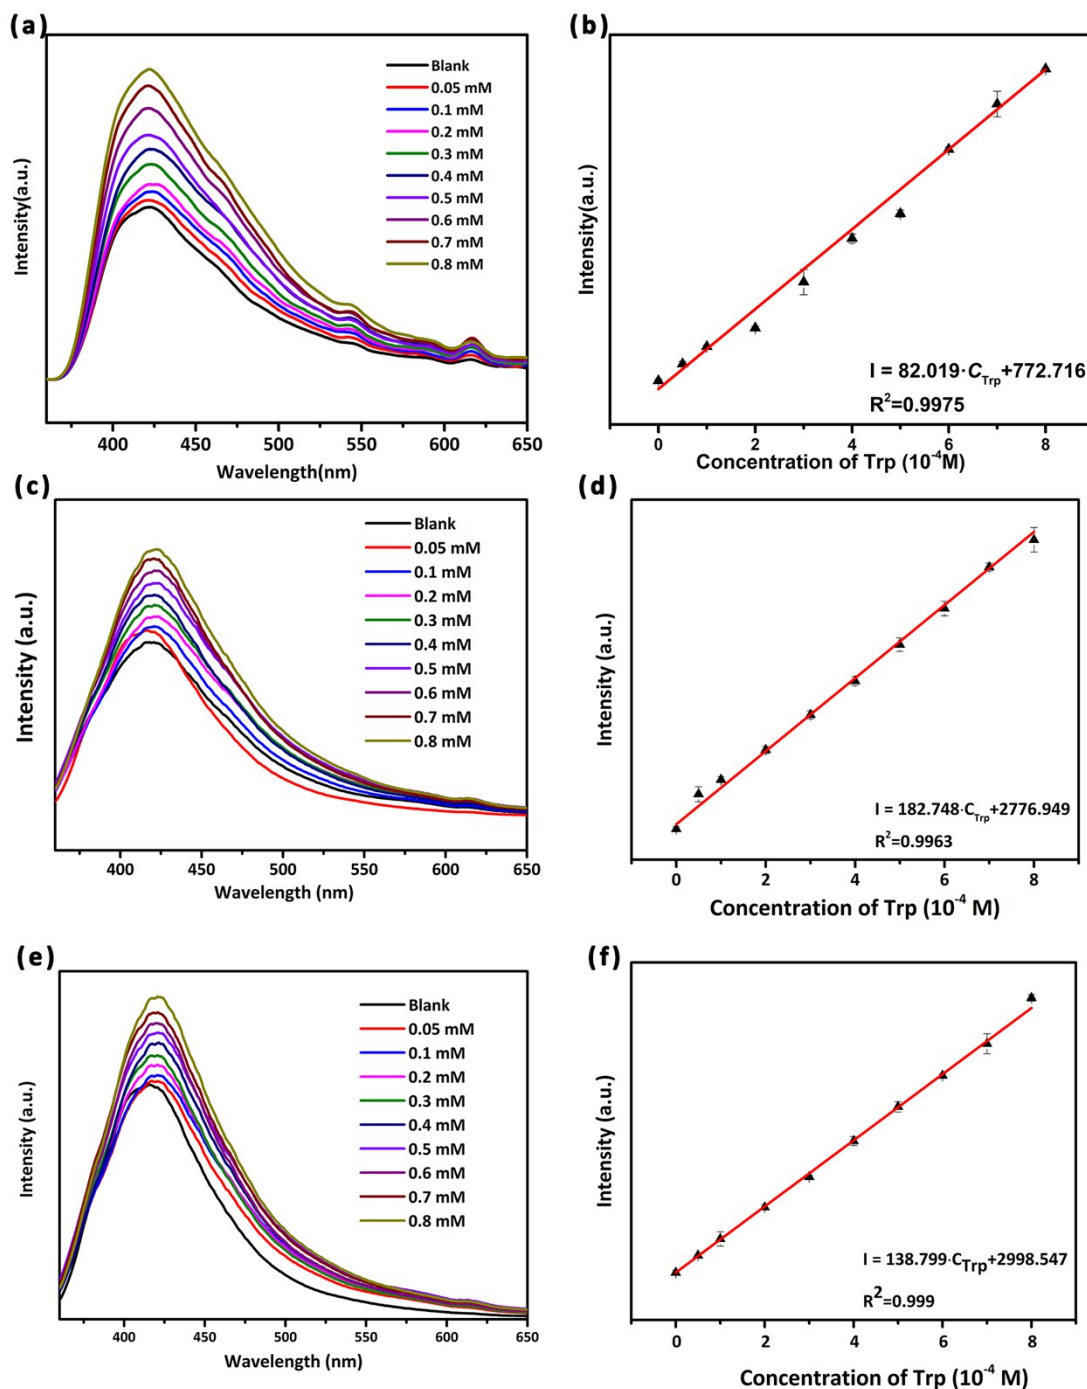 (a)
Intensity(a.u.)
Blank
0.05 mM
0.1 mM
0.2 mM
0.3 mM
0.4 mM
0.5 mM
0.6 mM
0.7 mM
0.8 mM
400 450 500 550 600 650
Wavelength(nm)
(b)
Intensity(a.u.)
I = 82.019·C_Trp+772.716
R²=0.9975
0 2 4 6 8
Concentration of Trp (10⁻⁴M)
(c)
Intensity (a.u.)
Blank
0.05 mM
0.1 mM
0.2 mM
0.3 mM
0.4 mM
0.5 mM
0.6 mM
0.7 mM
0.8 mM
400 450 500 550 600 650
Wavelength (nm)
(d)
Intensity (a.u.)
I = 182.748·C_Trp+2776.949
R²=0.9963
0 2 4 6 8
Concentration of Trp (10⁻⁴ M)
(e)
Intensity (a.u.)
Blank
0.05 mM
0.1 mM
0.2 mM
0.3 mM
0.4 mM
0.5 mM
0.6 mM
0.7 mM
0.8 mM
400 450 500 550 600 650
Wavelength (nm)
(f)
Intensity (a.u.)
I = 138.799·C_Trp+2998.547
R²=0.999
0 2 4 6 8
Concentration of Trp (10⁻⁴ M)